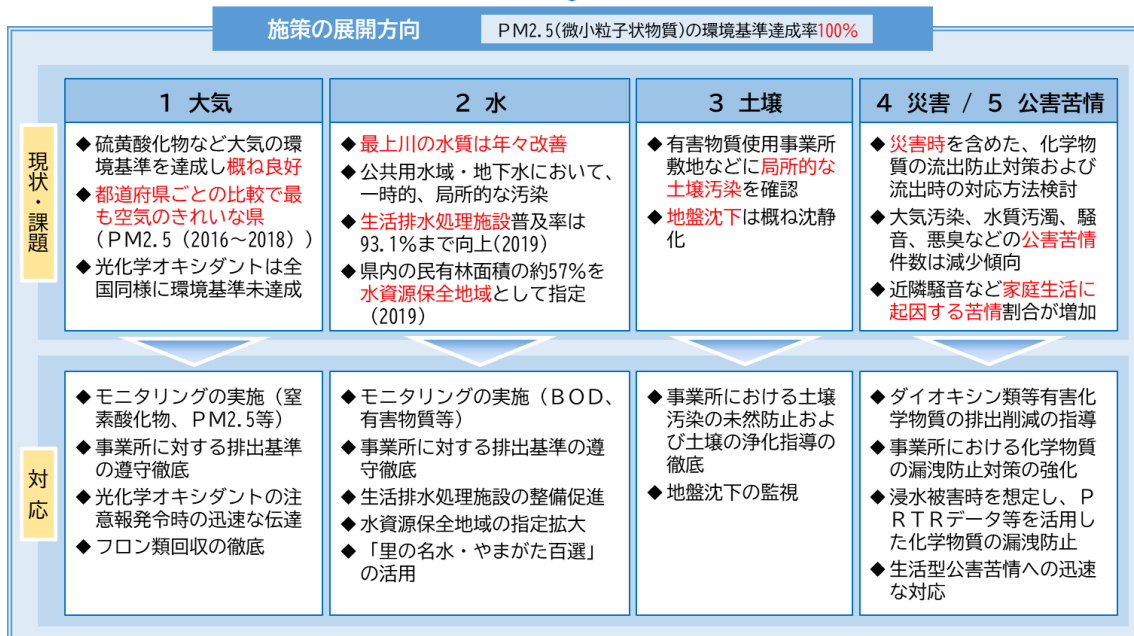 施策の展開方向
PM2.5(微小粒子状物質)の環境基準達成率100%
1 大気
2 水
3 土壌
4 災害 / 5 公害苦情
現状・課題
◆硫黄酸化物など大気の環
境基準を達成し概ね良好
◆都道府県ごとの比較で最
も空気のきれいな県
(PM2.5(2016~2018))
◆光化学オキシダントは全
国同様に環境基準未達成
◆最上川の水質は年々改善
◆公共用水域・地下水において、
一時的、局所的な汚染
◆生活排水処理施設普及率は
93.1%まで向上(2019)
◆県内の民有林面積の約57%を
水資源保全地域として指定
(2019)
◆有害物質使用事業所
敷地などに局所的な
土壌汚染を確認
◆地盤沈下は概ね沈静
化
◆災害時を含めた、化学物
質の流出防止対策および
流出時の対応方法検討
◆大気汚染、水質汚濁、騒
音、悪臭などの公害苦情
件数は減少傾向
◆近隣騒音など家庭生活に
起因する苦情割合が増加
対応
◆モニタリングの実施(窒
素酸化物、PM2.5等)
◆事業所に対する排出基準
の遵守徹底
◆光化学オキシダントの注
意報発令時の迅速な伝達
◆フロン類回収の徹底
◆モニタリングの実施(BOD、
有害物質等)
◆事業所に対する排出基準の遵
守徹底
◆生活排水処理施設の整備促進
◆水資源保全地域の指定拡大
◆「里の名水・やまがた百選」
の活用
◆事業所における土壌
汚染の未然防止およ
び土壌の浄化指導の
徹底
◆地盤沈下の監視
◆ダイオキシン類等有害化
学物質の排出削減の指導
◆事業所における化学物質
の漏洩防止対策の強化
◆浸水被害時を想定し、P
RTRデータ等を活用し
た化学物質の漏洩防止
◆生活型公害苦情への迅速
な対応